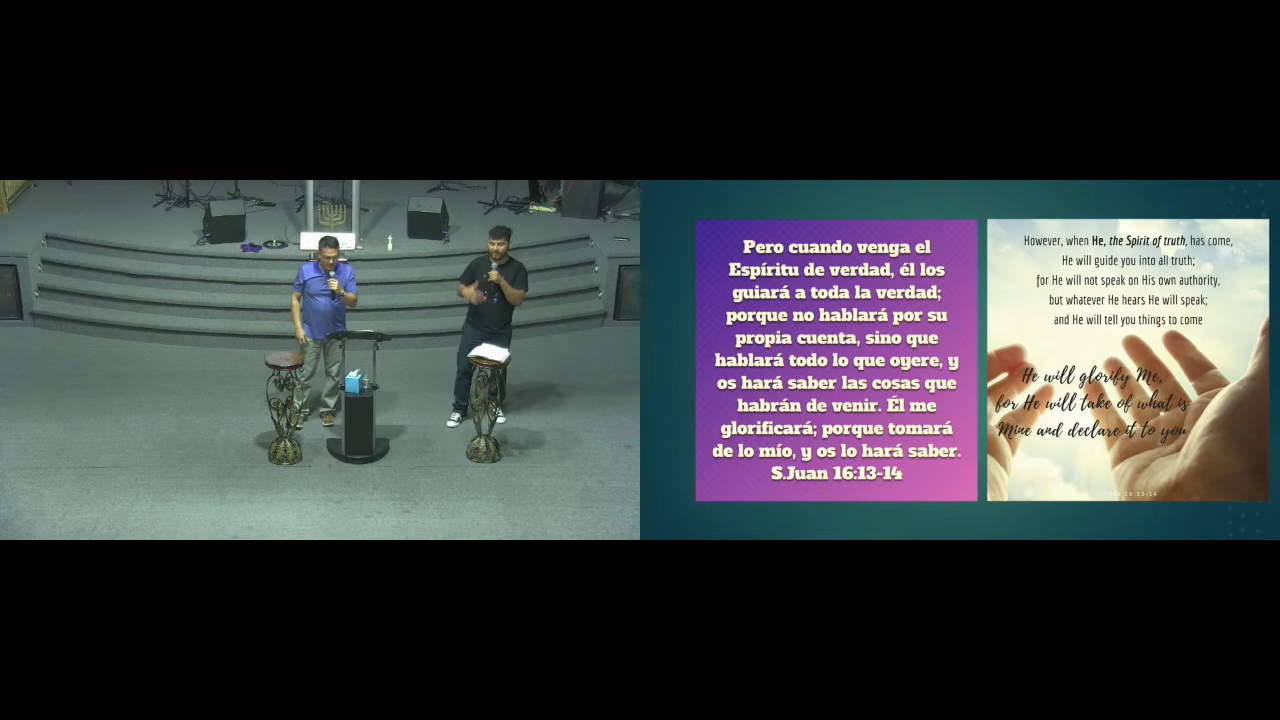 Pero cuando venga el
Espíritu de verdad, él los
guiará a toda la verdad;
porque no hablará por su
propia cuenta, sino que
hablará todo lo que oyere, y
os hará saber las cosas que
habrán de venir. Él me
glorificará; porque tomará
de lo mío, y os lo hará saber.
S.Juan 16:13-14
However, when He, the Spirit of truth, has come,
He will guide you into all truth;
for He will not speak on His own authority,
but whatever He hears He will speak;
and He will tell you things to come
He will glorify Me,
for He will take of what is
Mine and declare it to you
16:13-14